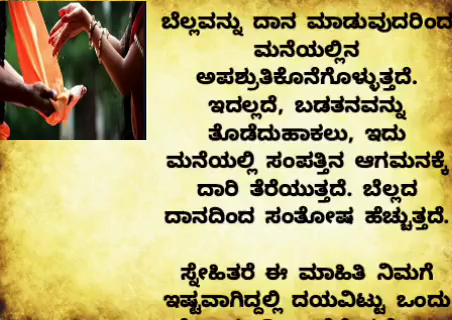 ಬೆಲ್ಲವನ್ನು ದಾನ ಮಾಡುವುದರಿಂದ
ಮನೆಯಲ್ಲಿನ
ಅಪಶ್ರುತಿಕೊನೆಗೊಳ್ಳುತ್ತದೆ.
ಇದಲ್ಲದೆ, ಬಡತನವನ್ನು
ತೊಡೆದುಹಾಕಲು, ಇದು
ಮನೆಯಲ್ಲಿ ಸಂಪತ್ತಿನ ಆಗಮನಕ್ಕೆ
ದಾರಿ ತೆರೆಯುತ್ತದೆ. ಬೆಲ್ಲದ
ದಾನದಿಂದ ಸಂತೋಷ ಹೆಚ್ಚುತ್ತದೆ.
ಸ್ನೇಹಿತರೆ ಈ ಮಾಹಿತಿ ನಿಮಗೆ
ಇಷ್ಟವಾಗಿದ್ದಲ್ಲಿ ದಯವಿಟ್ಟು ಒಂದು